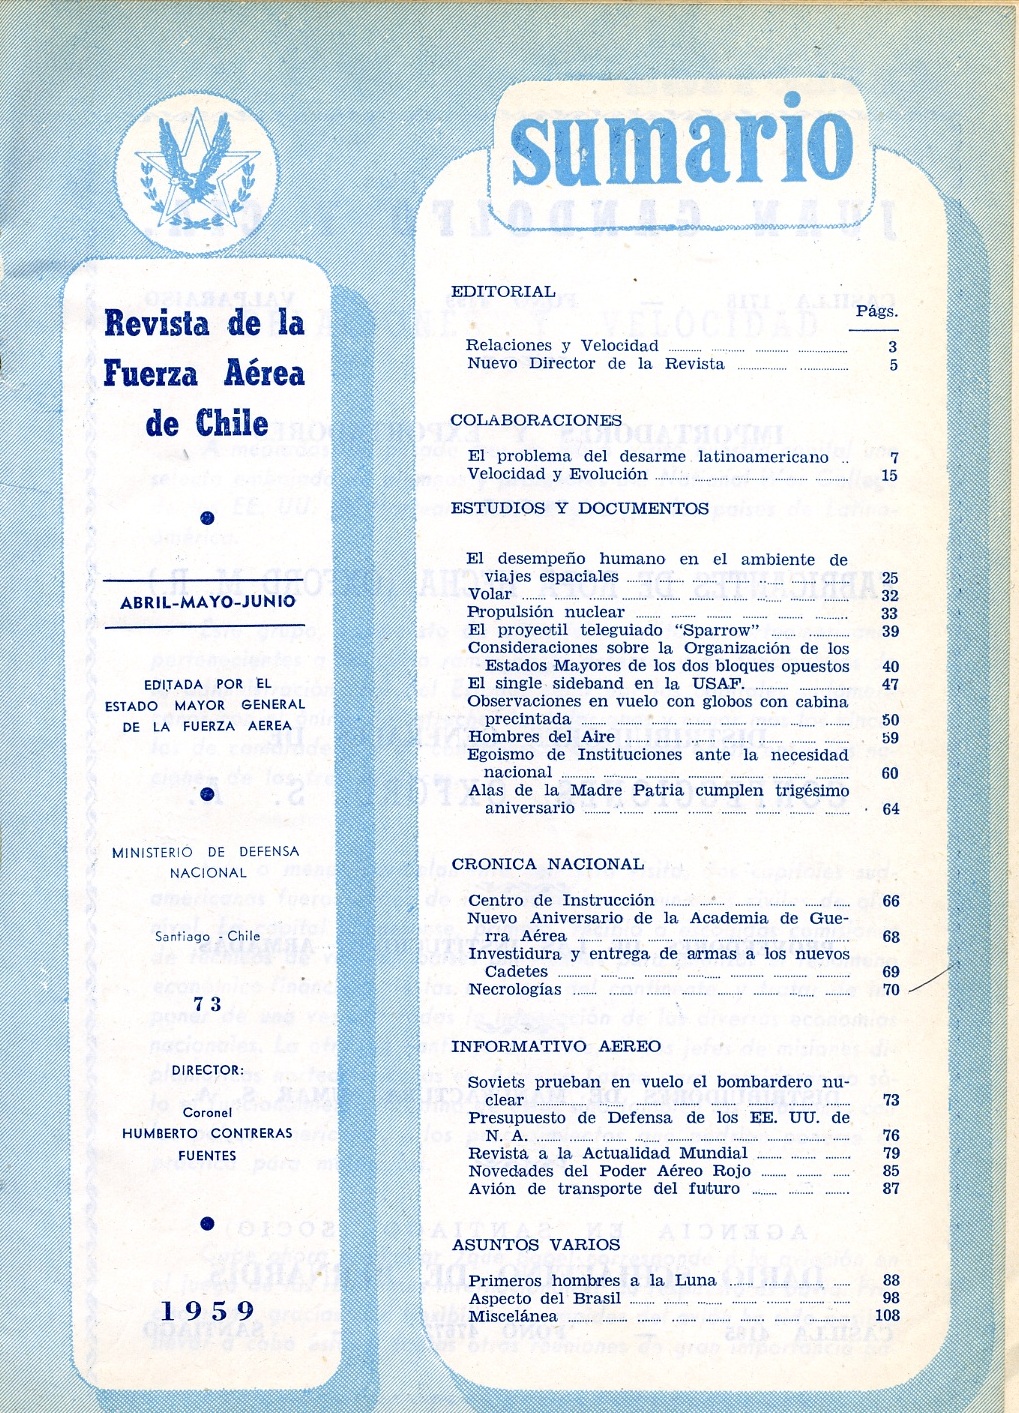 sumario
Revista de la
Fuerza Aérea
de Chile
ABRIL-MAYO-JUNIO
EDITADA POR EL
ESTADO MAYOR GENERAL
DE LA FUERZA AEREA
MINISTERIO DE DEFENSA
NACIONAL
Santiago - Chile
73
DIRECTOR:
Coronel
HUMBERTO CONTRERAS
FUENTES
1959
EDITORIAL
Págs.
Relaciones y Velocidad 3
Nuevo Director de la Revista 5
COLABORACIONES
El problema del desarme latinoamericano .. 7
Velocidad y Evolución 15
ESTUDIOS Y DOCUMENTOS
El desempeño humano en el ambiente de
viajes espaciales 25
Volar 32
Propulsión nuclear 33
El proyectil teleguiado "Sparrow" 39
Consideraciones sobre la Organización de los
Estados Mayores de los dos bloques opuestos 40
El single sideband en la USAF. 47
Observaciones en vuelo con globos con cabina
precintada 50
Hombres del Aire 59
Egoismo de Instituciones ante la necesidad
nacional 60
Alas de la Madre Patria cumplen trigésimo
aniversario 64
CRONICA NACIONAL
Centro de Instrucción 66
Nuevo Aniversario de la Academia de Gue-
rra Aérea 68
Investidura y entrega de armas a los nuevos
Cadetes 69
Necrologías 70
INFORMATIVO AEREO
Soviets prueban en vuelo el bombardero nu-
clear 73
Presupuesto de Defensa de los EE. UU. de
N. A. 76
Revista a la Actualidad Mundial 79
Novedades del Poder Aéreo Rojo 85
Avión de transporte del futuro 87
ASUNTOS VARIOS
Primeros hombres a la Luna 88
Aspecto del Brasil 98
Miscelánea 108